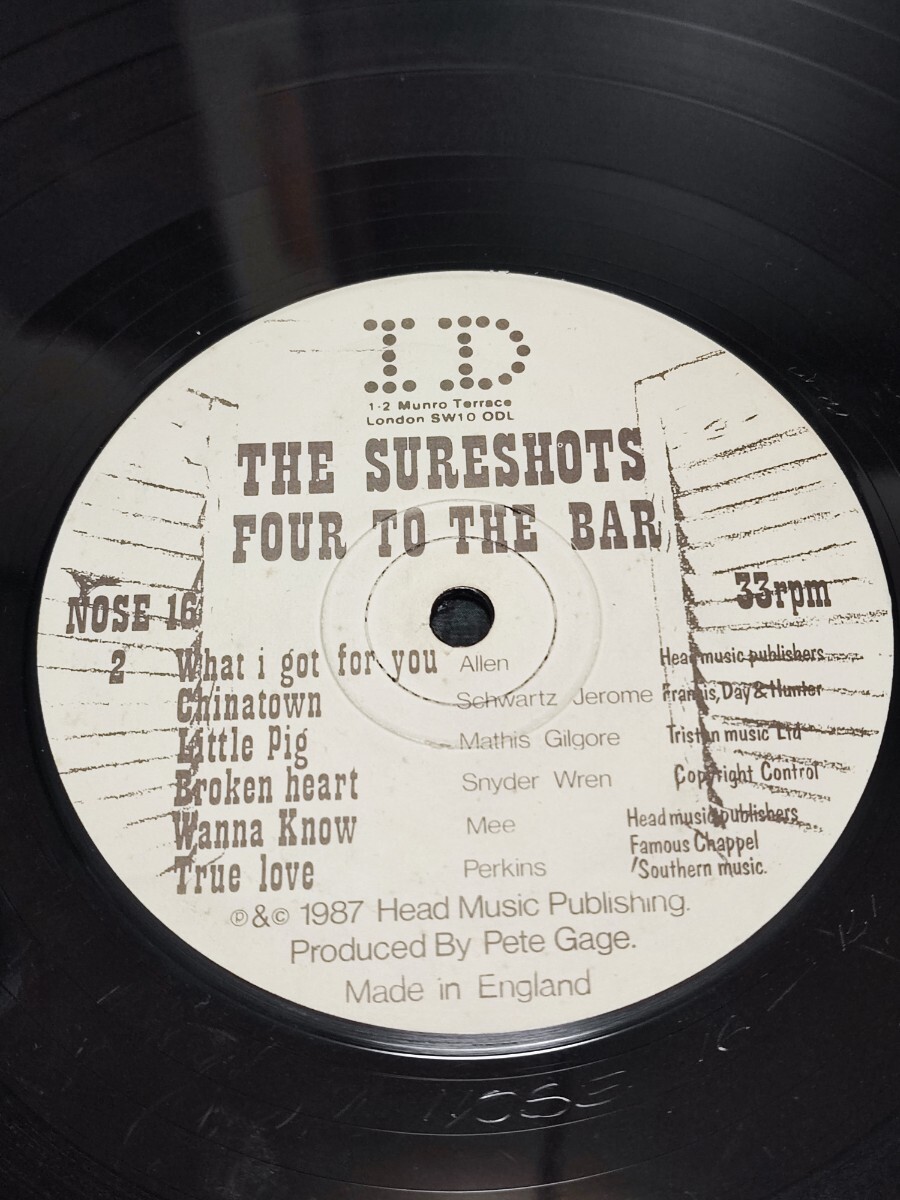 ID
1-2 Munro Terrace
London SW10 ODL
THE SURESHOTS
FOUR TO THE BAR
NOSE 16
33rpm
2 What i got for you Allen Head music publishers
Chinatown Schwartz Jerome Francis, Day & Hunter
Little Pig Mathis Gilgore Tristan music Ltd
Broken heart Snyder Wren Copyright Control
Wanna Know Mee Head music publishers
Famous Chappel
True love Perkins /Southern music.
℗&© 1987 Head Music Publishing.
Produced By Pete Gage.
Made in England
NOSE 16